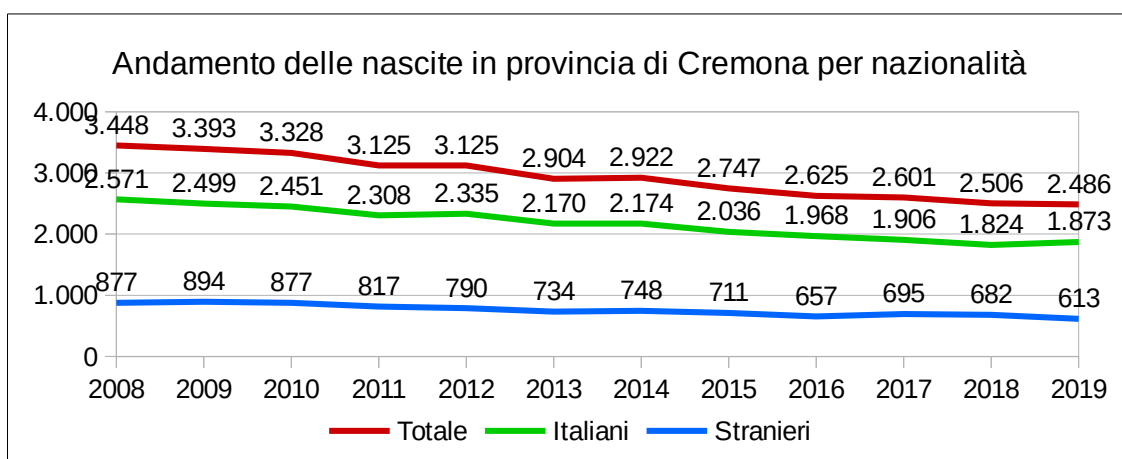 Andamento delle nascite in provincia di Cremona per nazionalità
4.000
3.448 3.393 3.328 3.125 3.125 2.904 2.922 2.747 2.625 2.601 2.506 2.486
3.000
2.571 2.499 2.451 2.308 2.335 2.170 2.174 2.036 1.968 1.906 1.824 1.873
2.000
877 894 877 817 790 734 748 711 657 695 682 613
1.000
0
2008 2009 2010 2011 2012 2013 2014 2015 2016 2017 2018 2019
Totale Italiani Stranieri